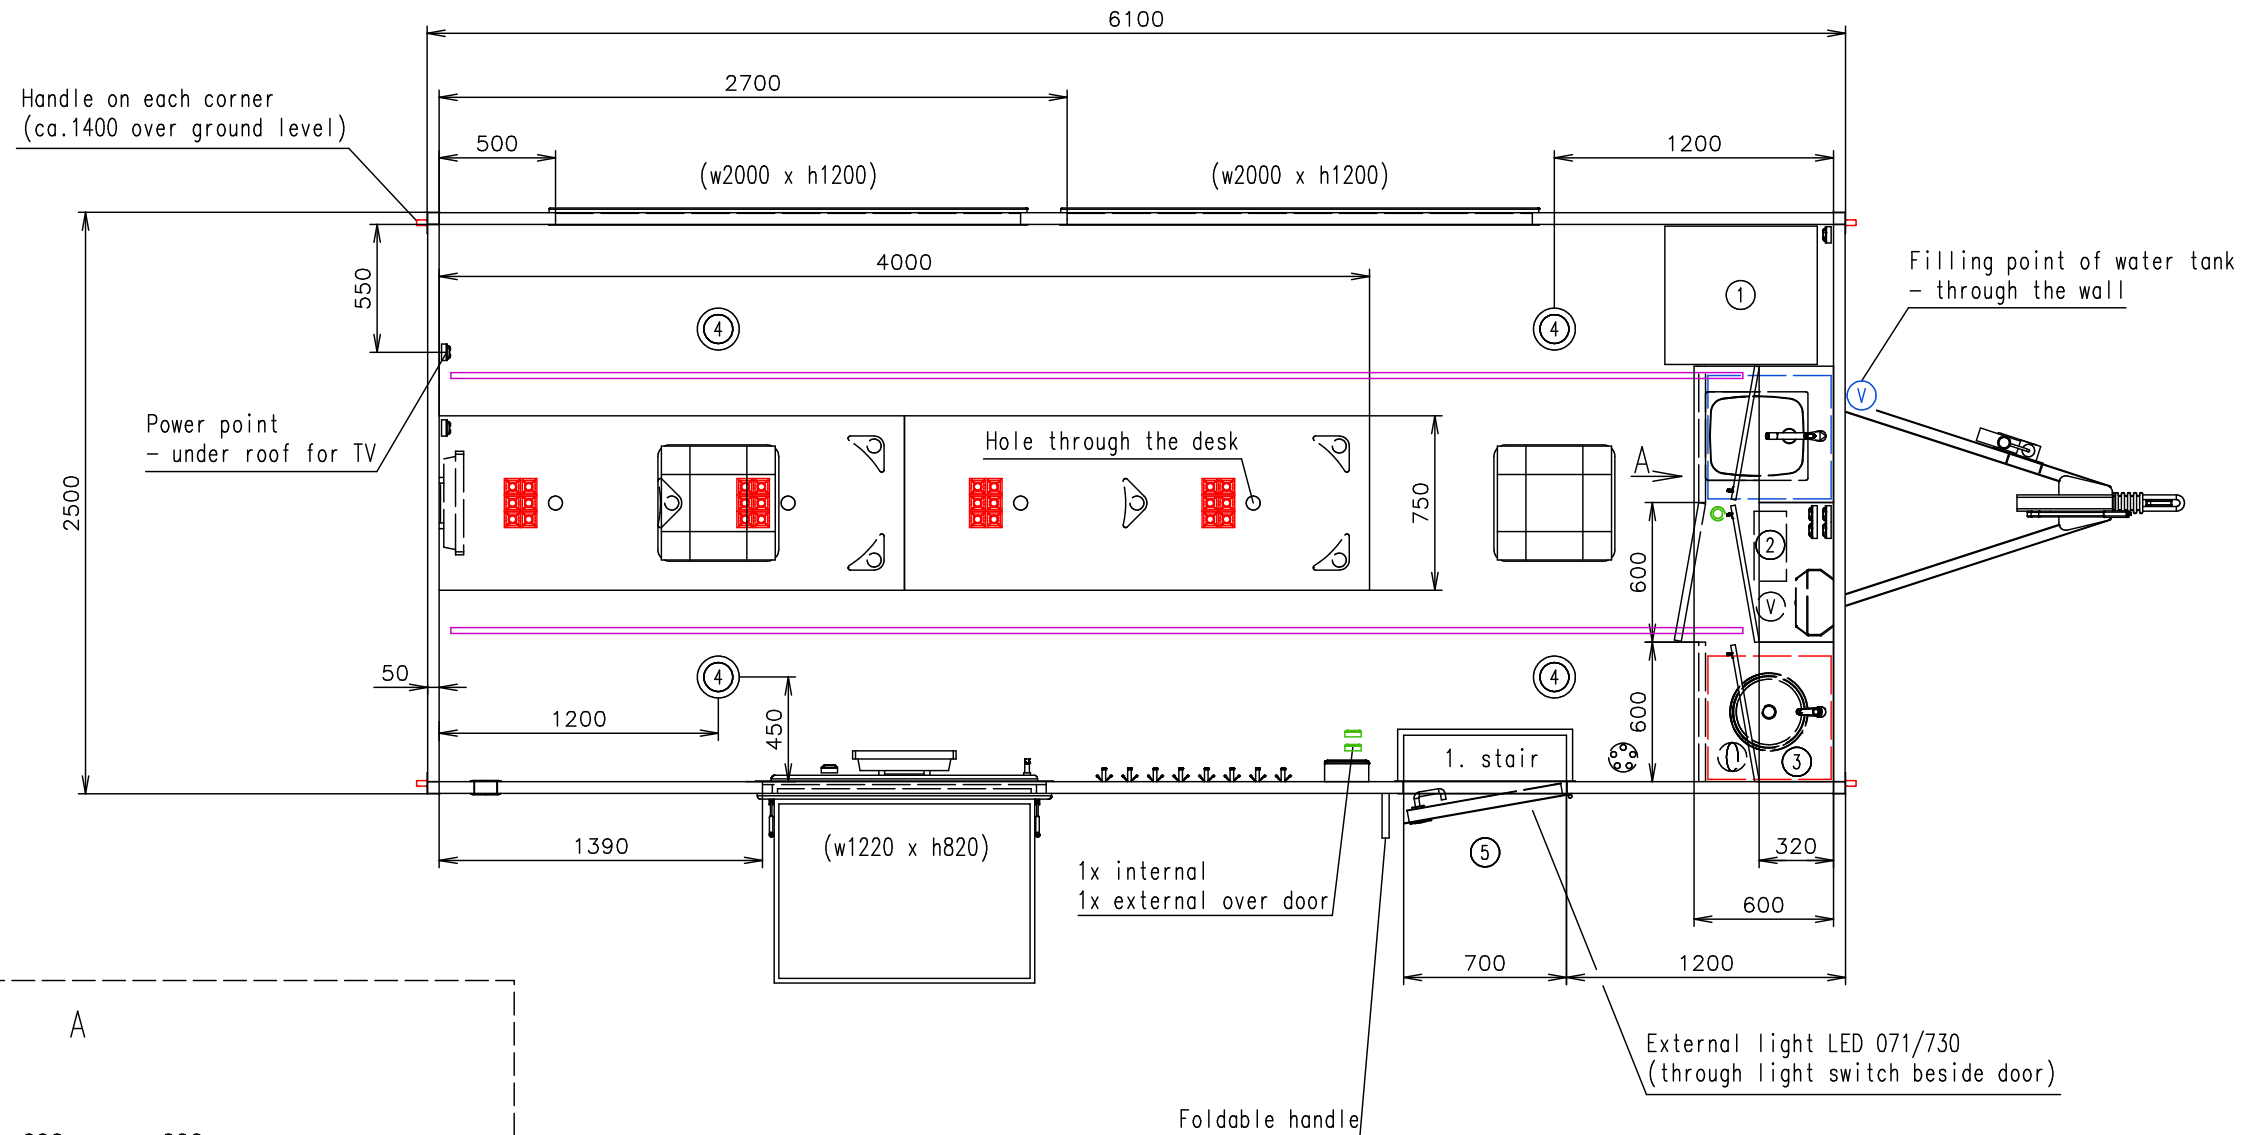 6100
2700
Handle on each corner
(ca.1400 over ground level)
500
(w2000 x h1200)
(w2000 x h1200)
1200
4000
550
1
Filling point of water tank
– through the wall
4
4
V
Power point
– under roof for TV
Hole through the desk
A
2500
750
600
2
V
50
4
4
1200
450
600
1. stair
3
1390
(w1220 x h820)
5
320
1x internal
1x external over door
600
700
1200
A
External light LED 071/730
(through light switch beside door)
Foldable handle